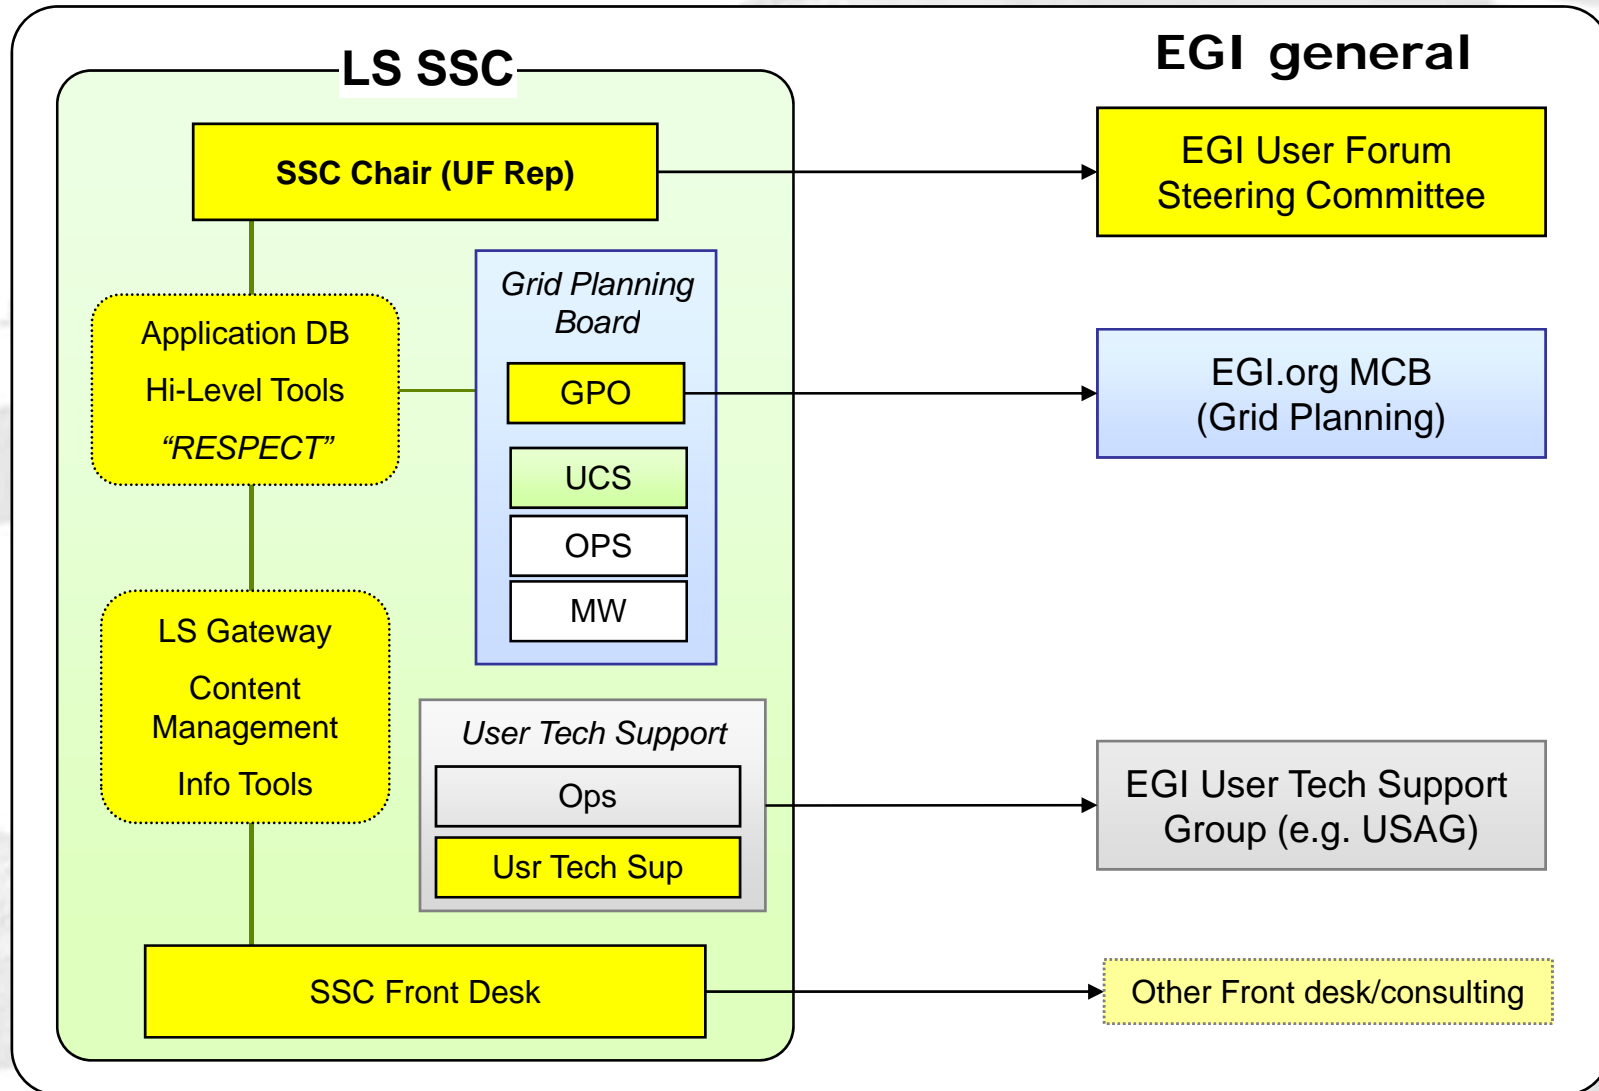 LS SSC
EGI general
SSC Chair (UF Rep)
EGI User Forum
Steering Committee
Grid Planning
Board
Application DB
Hi-Level Tools
“RESPECT”
GPO
UCS
OPS
MW
EGI.org MCB
(Grid Planning)
LS Gateway
Content
Management
Info Tools
User Tech Support
Ops
Usr Tech Sup
EGI User Tech Support
Group (e.g. USAG)
SSC Front Desk
Other Front desk/consulting